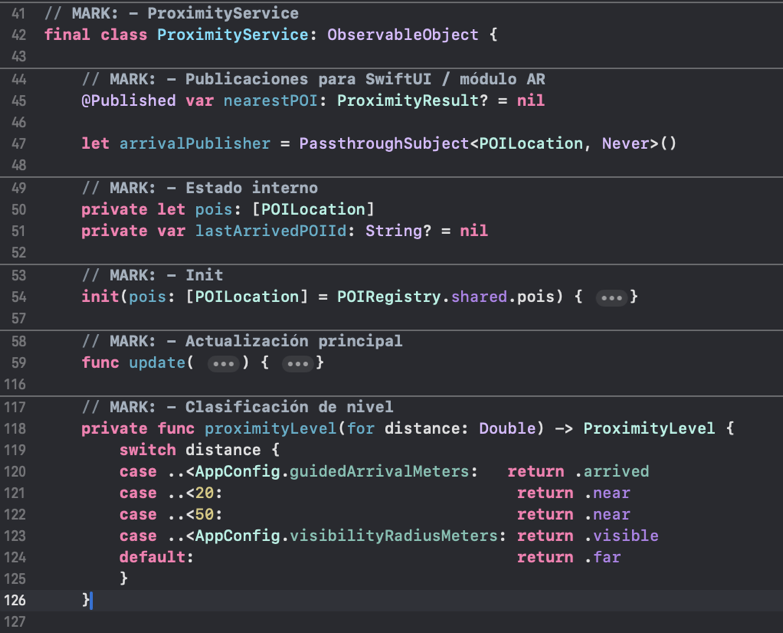 41 // MARK: - ProximityService
42 final class ProximityService: ObservableObject {
43
44     // MARK: - Publicaciones para SwiftUI / módulo AR
45     @Published var nearestPOI: ProximityResult? = nil
46
47     let arrivalPublisher = PassthroughSubject<POILocation, Never>()
48
49     // MARK: - Estado interno
50     private let pois: [POILocation]
51     private var lastArrivedPOIId: String? = nil
52
53     // MARK: - Init
54     init(pois: [POILocation] = POIRegistry.shared.pois) { ••• }
57
58     // MARK: - Actualización principal
59     func update( ••• ) { ••• }
116
117     // MARK: - Clasificación de nivel
118     private func proximityLevel(for distance: Double) -> ProximityLevel {
119         switch distance {
120         case ..<AppConfig.guidedArrivalMeters:   return .arrived
121         case ..<20:                               return .near
122         case ..<50:                               return .near
123         case ..<AppConfig.visibilityRadiusMeters: return .visible
124         default:                                  return .far
125         }
126     }
127